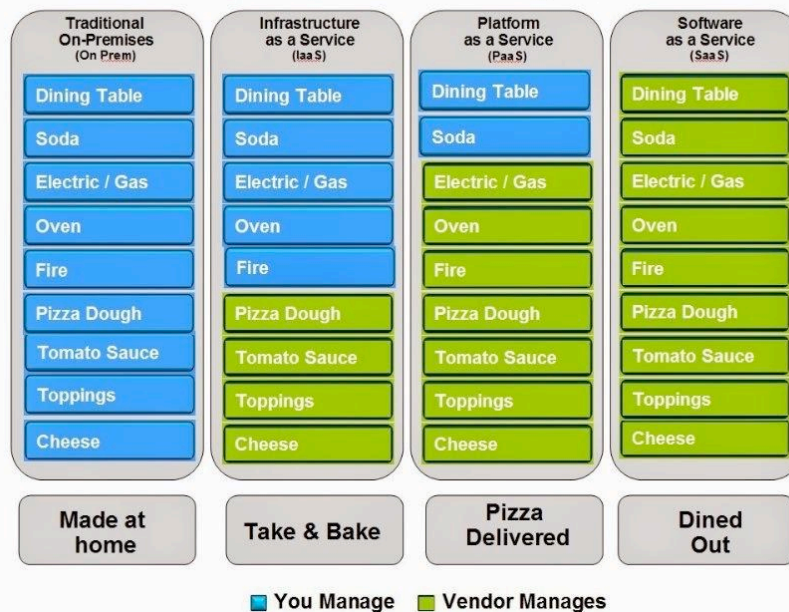 Traditional
On-Premises
(On Prem)
Dining Table
Soda
Electric / Gas
Oven
Fire
Pizza Dough
Tomato Sauce
Toppings
Cheese
Made at
home
Infrastructure
as a Service
(IaaS)
Dining Table
Soda
Electric / Gas
Oven
Fire
Pizza Dough
Tomato Sauce
Toppings
Cheese
Take & Bake
Platform
as a Service
(PaaS)
Dining Table
Soda
Electric / Gas
Oven
Fire
Pizza Dough
Tomato Sauce
Toppings
Cheese
Pizza
Delivered
Software
as a Service
(SaaS)
Dining Table
Soda
Electric / Gas
Oven
Fire
Pizza Dough
Tomato Sauce
Toppings
Cheese
Dined
Out
You Manage
Vendor Manages